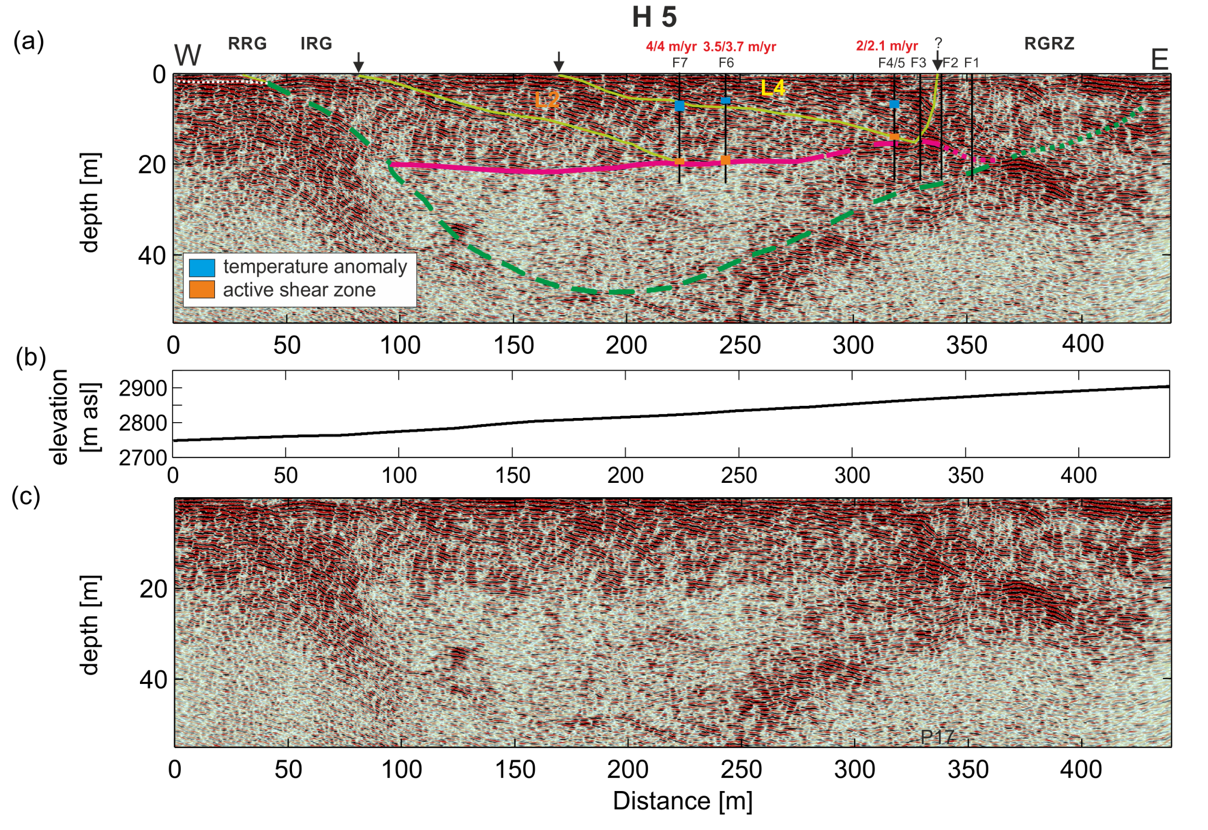 H 5
(a)
W RRG IRG 4/4 m/yr 3.5/3.7 m/yr 2/2.1 m/yr ? RGRZ E
F7 F6 F4/5 F3 F2 F1
0
L2 L4
20
40
depth [m]
temperature anomaly
active shear zone
0 50 100 150 200 250 300 350 400
(b)
elevation
[m asl]
2900
2800
2700
0 50 100 150 200 250 300 350 400
(c)
20
40
depth [m]
P17
0 50 100 150 200 250 300 350 400
Distance [m]